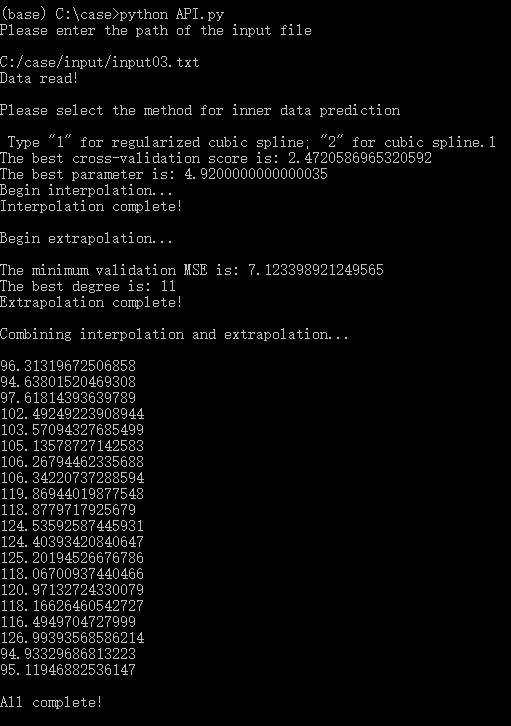 (base) C:\case>python API.py
Please enter the path of the input file
C:/case/input/input03.txt
Data read!
Please select the method for inner data prediction
Type "1" for regularized cubic spline; "2" for cubic spline.1
The best cross-validation score is: 2.4720586965320592
The best parameter is: 4.9200000000000035
Begin interpolation...
Interpolation complete!
Begin extrapolation...
The minimum validation MSE is: 7.123398921249565
The best degree is: 11
Extrapolation complete!
Combining interpolation and extrapolation...
96.31319672506858
94.63801520469308
97.61814393639789
102.49249223908944
103.57094327685499
105.13578727142583
106.26794462335688
106.34220737288594
119.86944019877548
118.8779717925679
124.53592587445931
124.40393420840647
125.20194526676786
118.06700937440466
120.97132724330079
118.16626460542727
116.4949704727999
126.99393568586214
94.93329686813223
95.11946882536147
All complete!